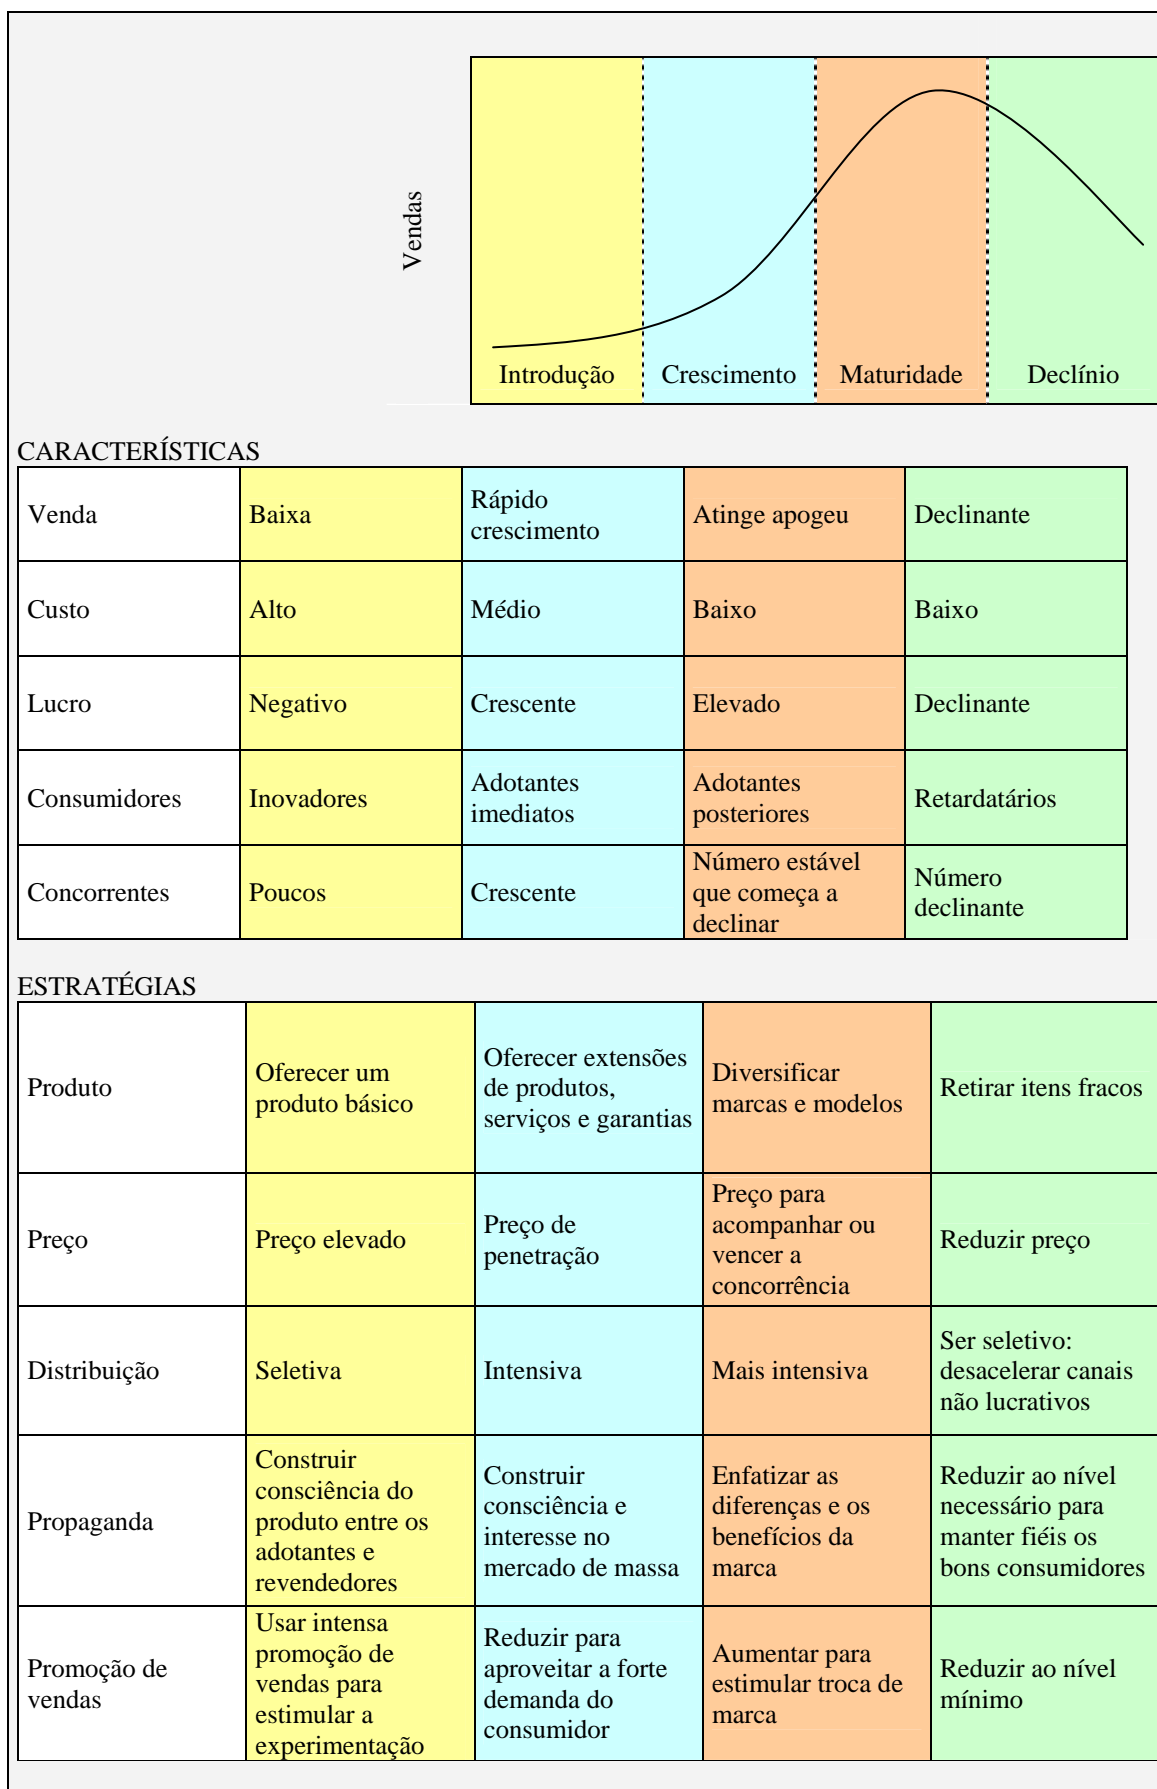 Vendas
Introdução
Crescimento
Maturidade
Declínio
CARACTERÍSTICAS
Venda
Baixa
Rápido
crescimento
Atinge apogeu
Declinante
Custo
Alto
Médio
Baixo
Baixo
Lucro
Negativo
Crescente
Elevado
Declinante
Consumidores
Inovadores
Adotantes
imediatos
Adotantes
posteriores
Retardatários
Concorrentes
Poucos
Crescente
Número estável
que começa a
declinar
Número
declinante
ESTRATÉGIAS
Produto
Oferecer um
produto básico
Oferecer extensões
de produtos,
serviços e garantias
Diversificar
marcas e modelos
Retirar itens fracos
Preço
Preço elevado
Preço de
penetração
Preço para
acompanhar ou
vencer a
concorrência
Reduzir preço
Distribuição
Seletiva
Intensiva
Mais intensiva
Ser seletivo:
desacelerar canais
não lucrativos
Propaganda
Construir
consciência do
produto entre os
adotantes e
revendedores
Construir
consciência e
interesse no
mercado de massa
Enfatizar as
diferenças e os
benefícios da
marca
Reduzir ao nível
necessário para
manter fiéis os
bons consumidores
Promoção de
vendas
Usar intensa
promoção de
vendas para
estimular a
experimentação
Reduzir para
aproveitar a forte
demanda do
consumidor
Aumentar para
estimular troca de
marca
Reduzir ao nível
mínimo